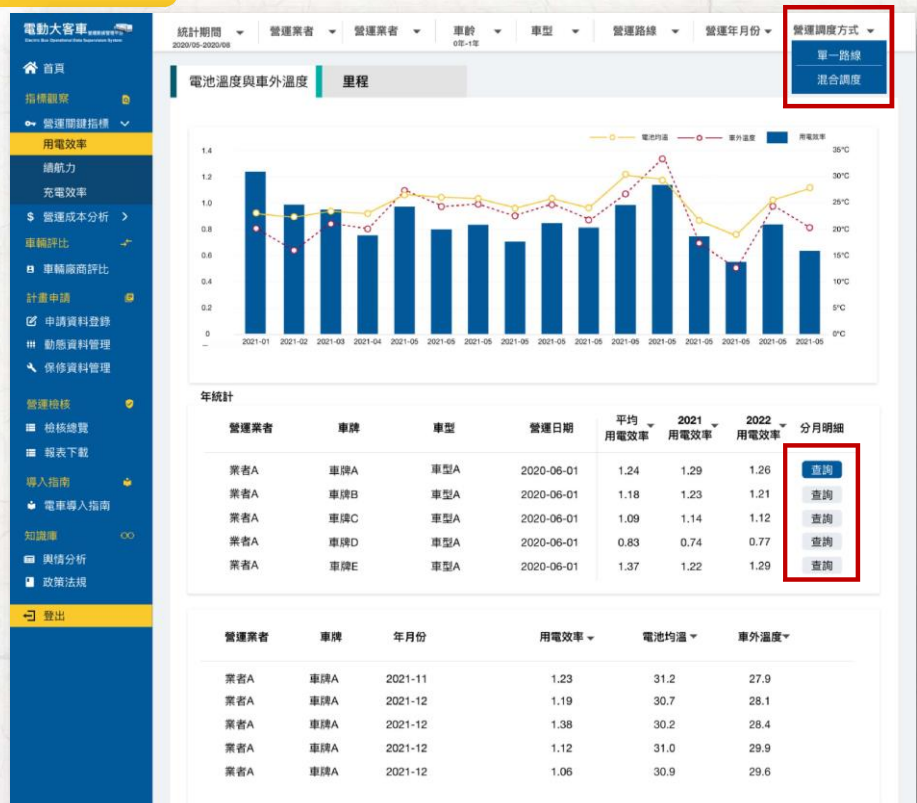 電動大客車
Electric Bus Operational Data Supervision System
首頁
指標觀察
營運關鍵指標
用電效率
續航力
充電效率
$ 營運成本分析
車輛評比
車輛廠商評比
計畫申請
申請資料登錄
動態資料管理
保修資料管理
營運檢核
檢核總覽
報表下載
導入指南
電車導入指南
知識庫
輿情分析
政策法規
登出
統計期間 營運業者 營運業者 車齡 車型 營運路線 營運年月份 營運調度方式
2020/05-2020/08 0年-1年
單一路線
混合調度
電池溫度與車外溫度 里程
電池均溫 車外溫度 用電效率
1.4 35°C
1.2 30°C
1.0 25°C
0.8 20°C
0.6 15°C
0.4 10°C
0.2 5°C
0 0°C
2021-01 2021-02 2021-03 2021-04 2021-05 2021-05 2021-05 2021-05 2021-05 2021-05 2021-05 2021-05 2021-05 2021-05 2021-05 2021-05
年統計
營運業者 車牌 車型 營運日期 平均用電效率 2021用電效率 2022用電效率 分月明細
業者A 車牌A 車型A 2020-06-01 1.24 1.29 1.26 查詢
業者A 車牌B 車型A 2020-06-01 1.18 1.23 1.21 查詢
業者A 車牌C 車型A 2020-06-01 1.09 1.14 1.12 查詢
業者A 車牌D 車型A 2020-06-01 0.83 0.74 0.77 查詢
業者A 車牌E 車型A 2020-06-01 1.37 1.22 1.29 查詢
營運業者 車牌 年月份 用電效率 電池均溫 車外溫度
業者A 車牌A 2021-11 1.23 31.2 27.9
業者A 車牌A 2021-12 1.19 30.7 28.1
業者A 車牌A 2021-12 1.38 30.2 28.4
業者A 車牌A 2021-12 1.12 31.0 29.9
業者A 車牌A 2021-12 1.06 30.9 29.6